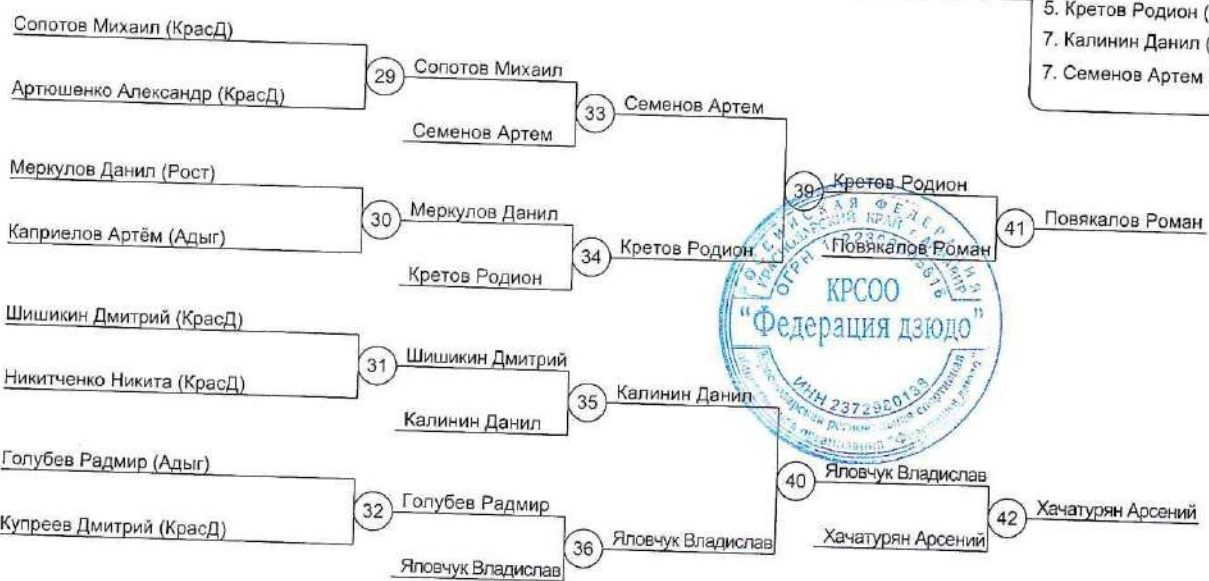 5. Кретов Родион (
7. Калинин Данил (
7. Семенов Артем
Сопотов Михаил (КрасД)
Артюшенко Александр (КрасД)
29
Сопотов Михаил
Семенов Артем
33
Семенов Артем
Меркулов Данил (Рост)
Каприелов Артём (Адыг)
30
Меркулов Данил
Кретов Родион
34
Кретов Родион
39
Кретов Родион
Повякалов Роман
41
Повякалов Роман
Шишикин Дмитрий (КрасД)
Никитченко Никита (КрасД)
31
Шишикин Дмитрий
Калинин Данил
35
Калинин Данил
Голубев Радмир (Адыг)
Купреев Дмитрий (КрасД)
32
Голубев Радмир
Яловчук Владислав
36
Яловчук Владислав
40
Яловчук Владислав
Хачатурян Арсений
42
Хачатурян Арсений
КРСОО
"Федерация дзюдо"
ОГРН
ИНН 2372980139